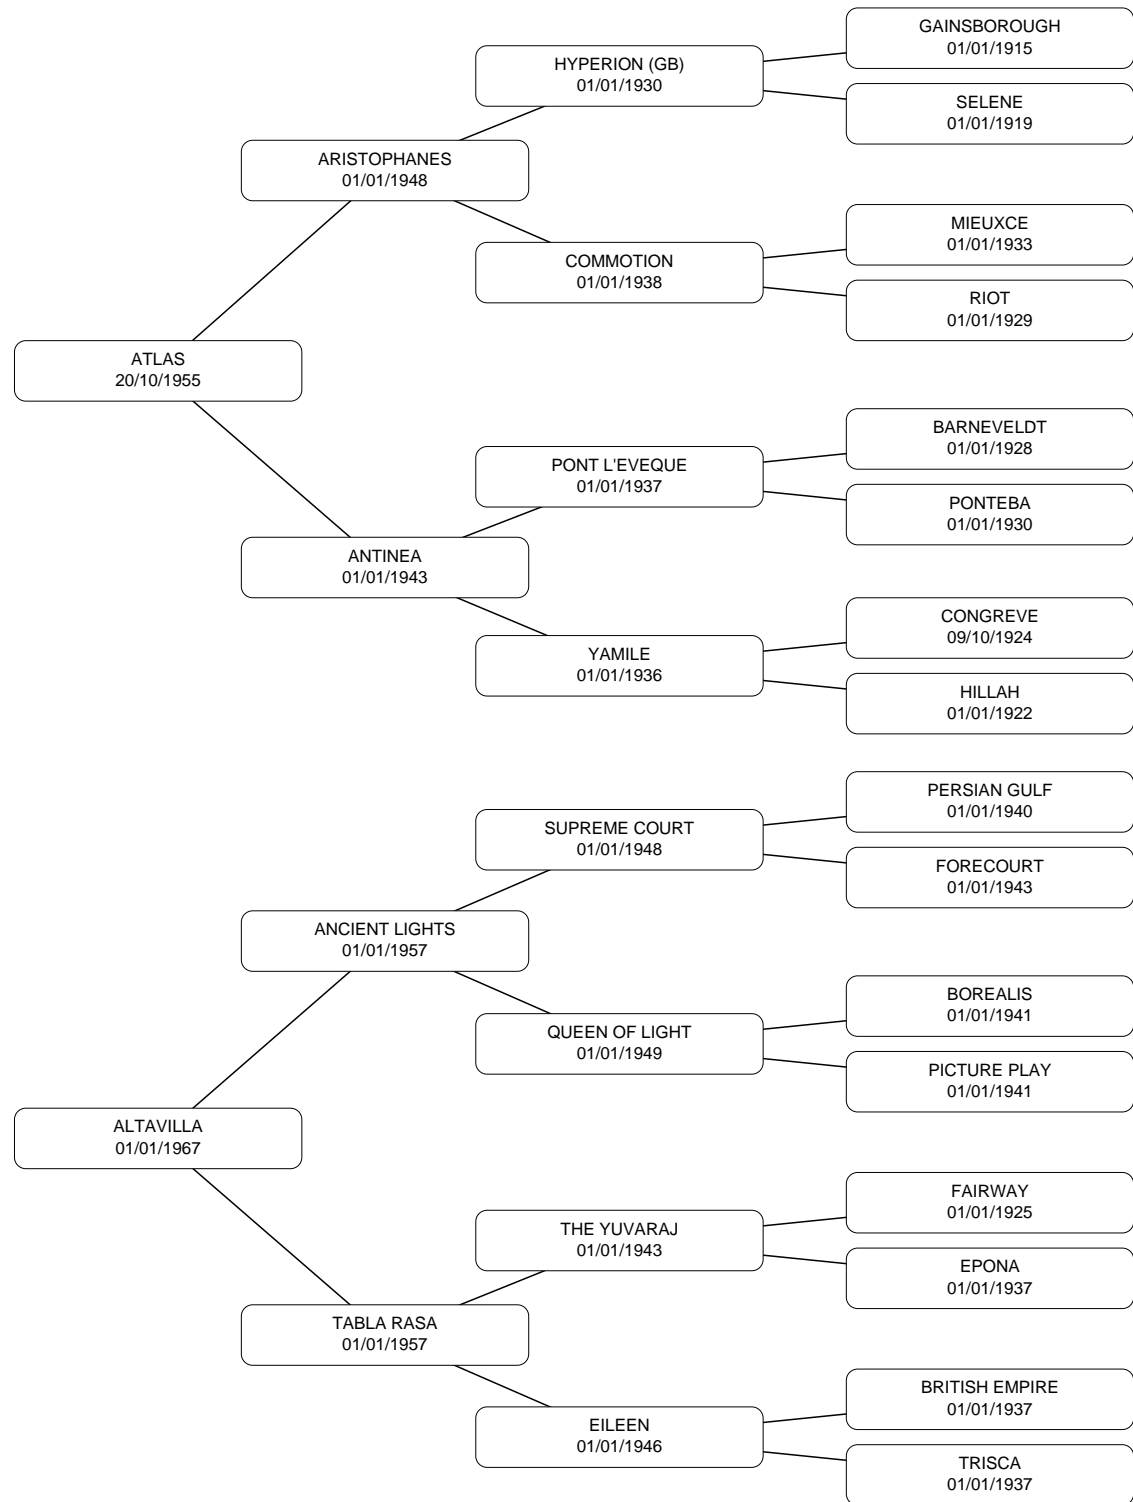 GAINSBOROUGH
01/01/1915
HYPERION (GB)
01/01/1930
SELENE
01/01/1919
ARISTOPHANES
01/01/1948
MIEUXCE
01/01/1933
COMMOTION
01/01/1938
RIOT
01/01/1929
ATLAS
20/10/1955
BARNEVELDT
01/01/1928
PONT L'EVEQUE
01/01/1937
PONTEBA
01/01/1930
ANTINEA
01/01/1943
CONGREVE
09/10/1924
YAMILE
01/01/1936
HILLAH
01/01/1922
PERSIAN GULF
01/01/1940
SUPREME COURT
01/01/1948
FORECOURT
01/01/1943
ANCIENT LIGHTS
01/01/1957
BOREALIS
01/01/1941
QUEEN OF LIGHT
01/01/1949
PICTURE PLAY
01/01/1941
ALTAVILLA
01/01/1967
FAIRWAY
01/01/1925
THE YUVARAJ
01/01/1943
EPONA
01/01/1937
TABLA RASA
01/01/1957
BRITISH EMPIRE
01/01/1937
EILEEN
01/01/1946
TRISCA
01/01/1937